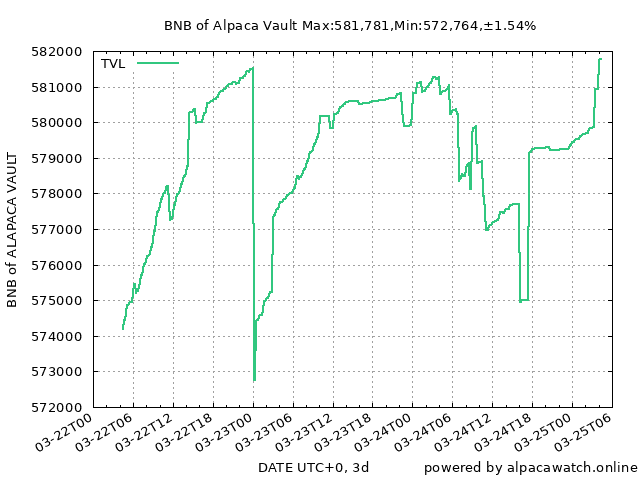 BNB of Alpaca Vault Max:581,781,Min:572,764,±1.54%
TVL
582000
581000
580000
579000
578000
577000
576000
575000
574000
573000
572000
BNB of ALAPACA VAULT
03-22T00
03-22T06
03-22T12
03-22T18
03-23T00
03-23T06
03-23T12
03-23T18
03-24T00
03-24T06
03-24T12
03-24T18
03-25T00
03-25T06
DATE UTC+0, 3d
powered by alpacawatch.online